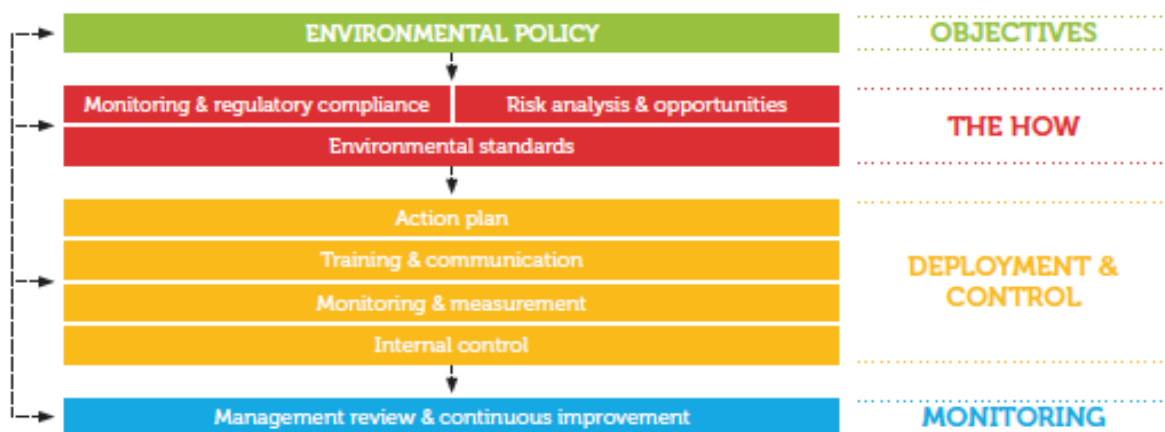 ENVIRONMENTAL POLICY
OBJECTIVES
Monitoring & regulatory compliance
Risk analysis & opportunities
Environmental standards
THE HOW
Action plan
Training & communication
Monitoring & measurement
Internal control
DEPLOYMENT &
CONTROL
Management review & continuous improvement
MONITORING